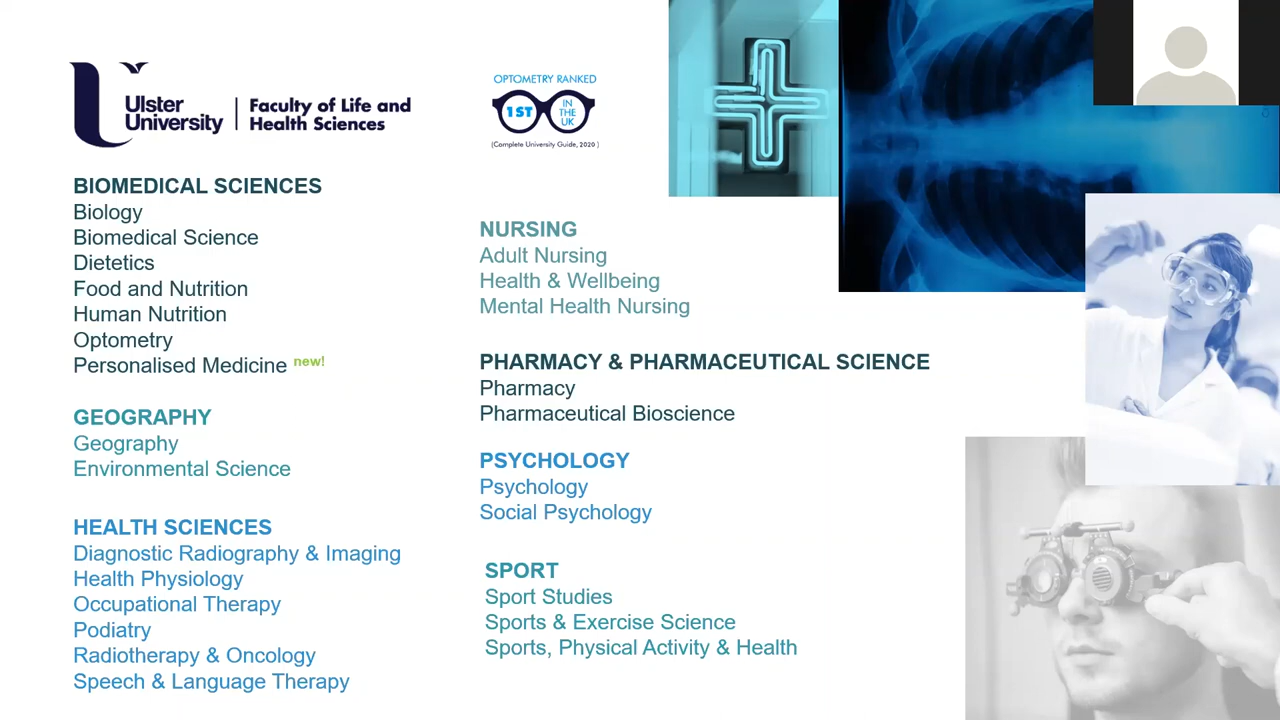 Ulster
University
Faculty of Life and
Health Sciences
OPTOMETRY RANKED
1ST
IN
THE
UK
(Complete University Guide, 2020 )
BIOMEDICAL SCIENCES
Biology
Biomedical Science
Dietetics
Food and Nutrition
Human Nutrition
Optometry
Personalised Medicine new!
GEOGRAPHY
Geography
Environmental Science
HEALTH SCIENCES
Diagnostic Radiography & Imaging
Health Physiology
Occupational Therapy
Podiatry
Radiotherapy & Oncology
Speech & Language Therapy
NURSING
Adult Nursing
Health & Wellbeing
Mental Health Nursing
PHARMACY & PHARMACEUTICAL SCIENCE
Pharmacy
Pharmaceutical Bioscience
PSYCHOLOGY
Psychology
Social Psychology
SPORT
Sport Studies
Sports & Exercise Science
Sports, Physical Activity & Health